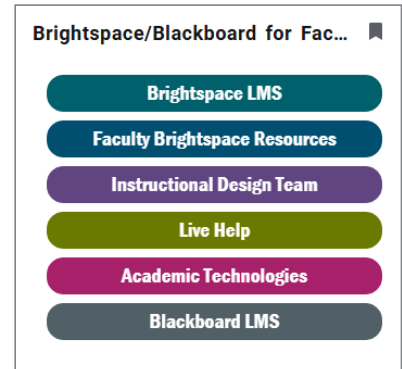 Brightspace/Blackboard for Fac...
Brightspace LMS
Faculty Brightspace Resources
Instructional Design Team
Live Help
Academic Technologies
Blackboard LMS